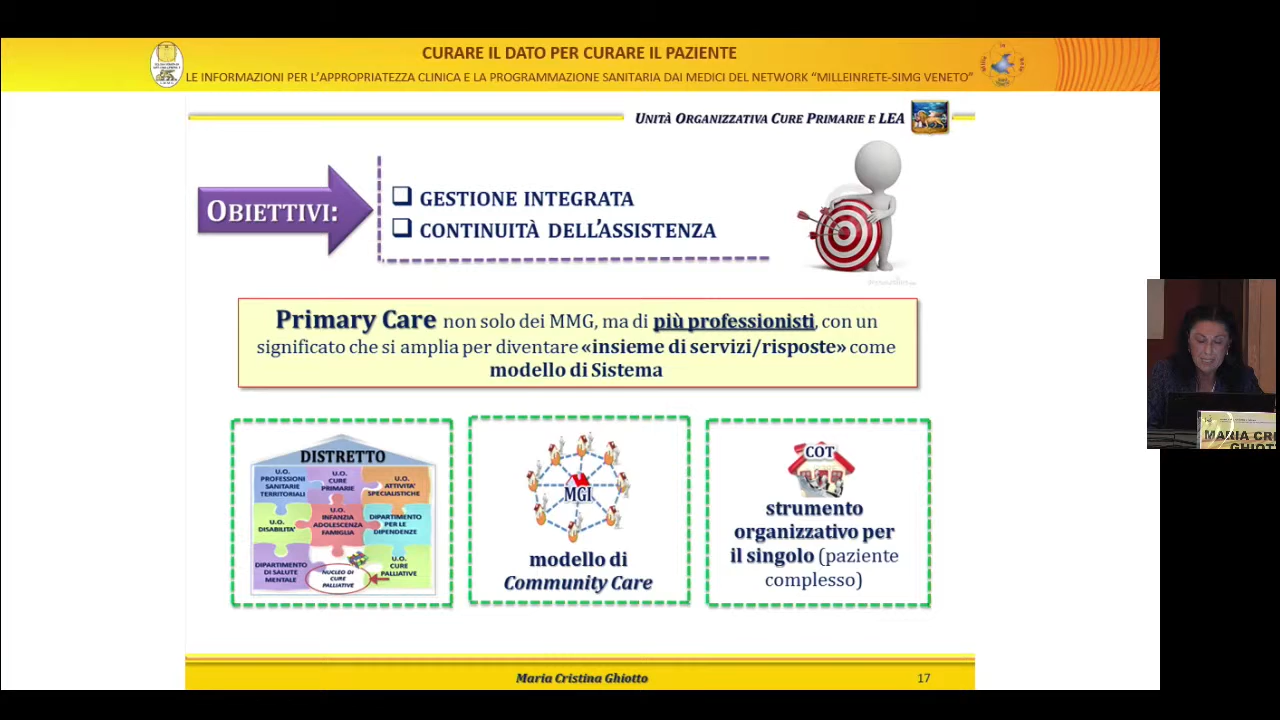 CURARE IL DATO PER CURARE IL PAZIENTE
LE INFORMAZIONI PER L'APPROPRIATEZZA CLINICA E LA PROGRAMMAZIONE SANITARIA DAI MEDICI DEL NETWORK "MILLEINRETE-SIMG VENETO"
UNITÀ ORGANIZZATIVA CURE PRIMARIE E LEA
OBIETTIVI:
GESTIONE INTEGRATA
CONTINUITÀ DELL'ASSISTENZA
Primary Care non solo dei MMG, ma di più professionisti, con un
significato che si amplia per diventare «insieme di servizi/risposte» come
modello di Sistema
DISTRETTO
U.O.
PROFESSIONI
SANITARIE
TERRITORIALI
U.O.
CURE
PRIMARIE
U.O.
ATTIVITA'
SPECIALISTICHE
U.O.
DISABILITA'
U.O.
INFANZIA
ADOLESCENZA
FAMIGLIA
DIPARTIMENTO
PER LE
DIPENDENZE
DIPARTIMENTO
DI SALUTE
MENTALE
NUCLEO DI
CURE
PALLIATIVE
U.O.
CURE
PALLIATIVE
MGI
modello di
Community Care
COT
strumento
organizzativo per
il singolo (paziente
complesso)
Maria Cristina Ghiotto
17
MARIA CR
GHIOT